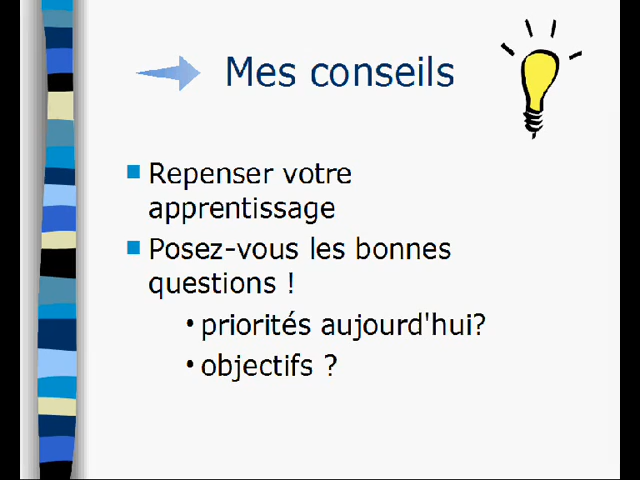 Mes conseils
Repenser votre
apprentissage
Posez-vous les bonnes
questions !
• priorités aujourd'hui?
• objectifs ?